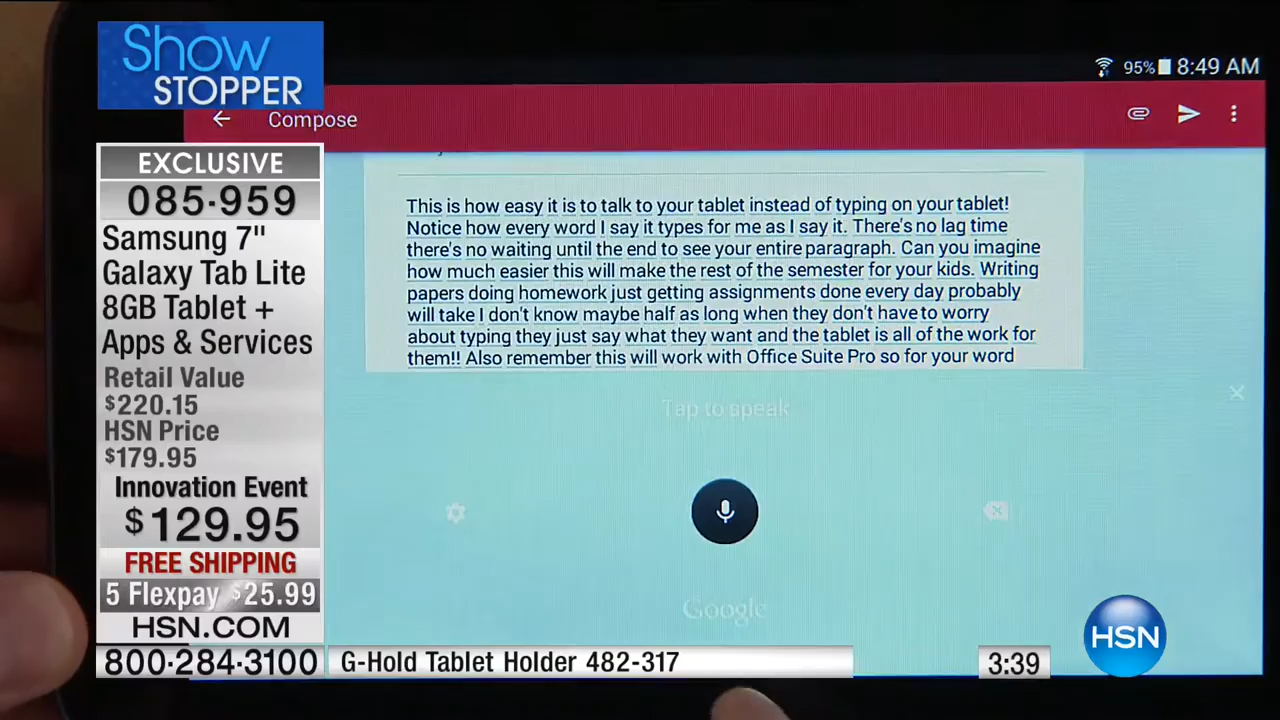 Show
STOPPER
EXCLUSIVE
085•959
Samsung 7"
Galaxy Tab Lite
8GB Tablet +
Apps & Services
Retail Value
$220.15
HSN Price
$179.95
Innovation Event
$129.95
FREE SHIPPING
5 Flexpay $25.99
HSN.COM
800•284•3100
95% 8:49 AM
Compose
This is how easy it is to talk to your tablet instead of typing on your tablet!
Notice how every word I say it types for me as I say it. There's no lag time
there's no waiting until the end to see your entire paragraph. Can you imagine
how much easier this will make the rest of the semester for your kids. Writing
papers doing homework just getting assignments done every day probably
will take I don't know maybe half as long when they don't have to worry
about typing they just say what they want and the tablet is all of the work for
them!! Also remember this will work with Office Suite Pro so for your word
Tap to speak
Google
HSN
G-Hold Tablet Holder 482-317
3:39